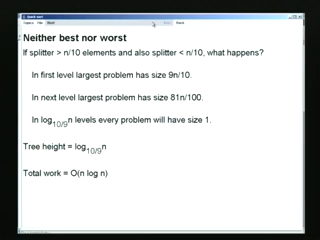 Quick sort
Neither best nor worst
If splitter > n/10 elements and also splitter < n/10, what happens?
In first level largest problem has size 9n/10.
In next level largest problem has size 81n/100.
In log10/9n levels every problem will have size 1.
Tree height = log10/9n
Total work = O(n log n)